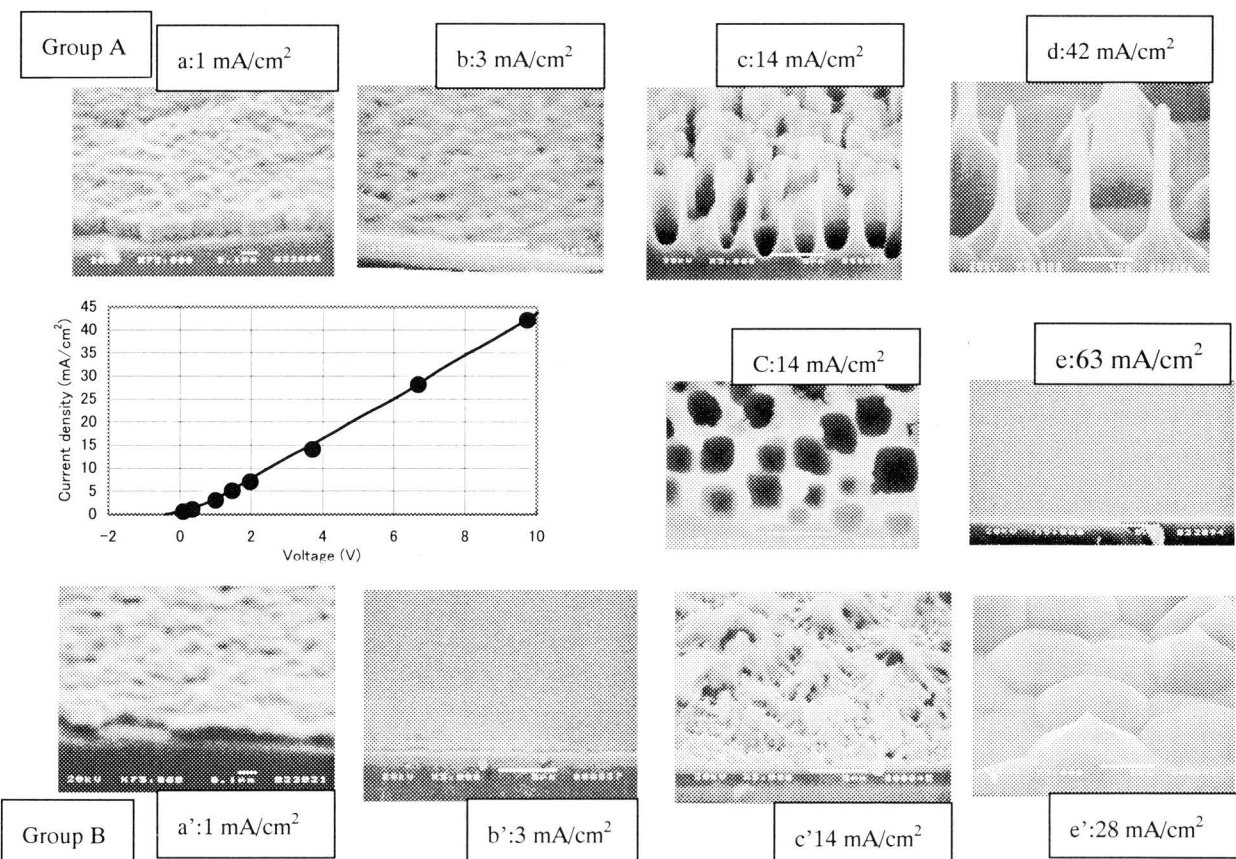 Group A
a:1 mA/cm²
b:3 mA/cm²
c:14 mA/cm²
d:42 mA/cm²
45
40
35
30
25
20
15
10
5
0
Current density (mA/cm²)
−2 0 2 4 6 8 10
Voltage (V)
C:14 mA/cm²
e:63 mA/cm²
20kV
Group B
a':1 mA/cm²
b':3 mA/cm²
c'14 mA/cm²
e':28 mA/cm²